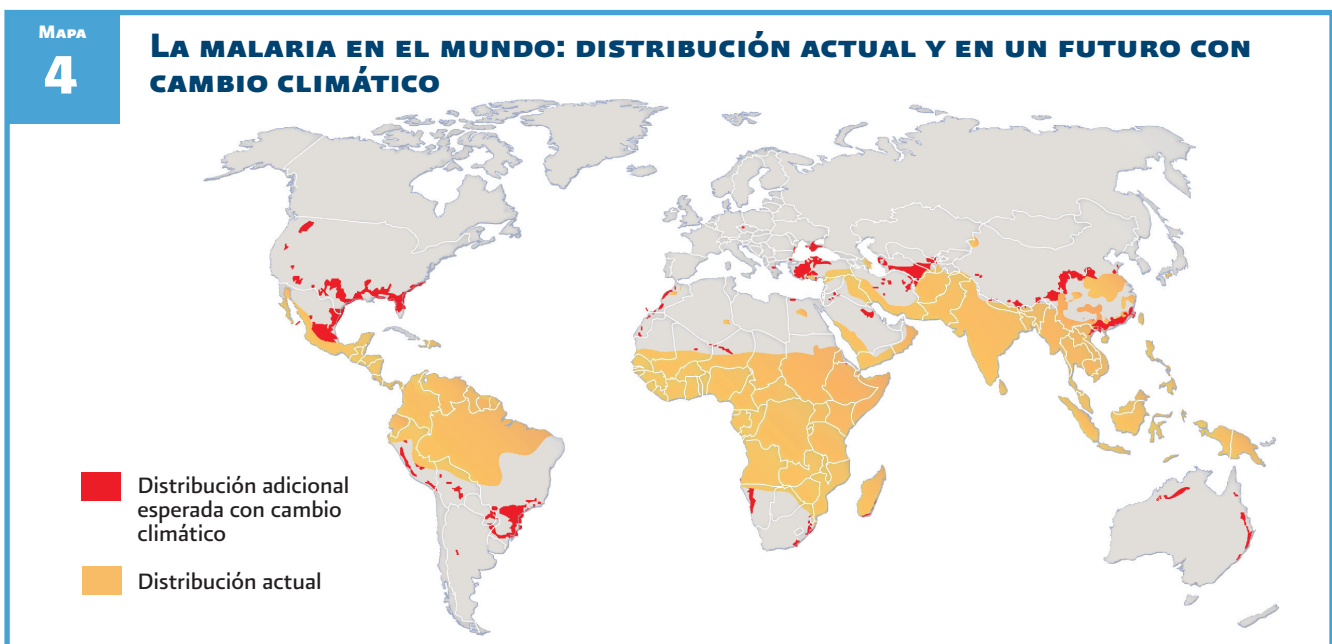 MAPA
4
LA MALARIA EN EL MUNDO: DISTRIBUCIÓN ACTUAL Y EN UN FUTURO CON
CAMBIO CLIMÁTICO
Distribución adicional
esperada con cambio
climático
Distribución actual